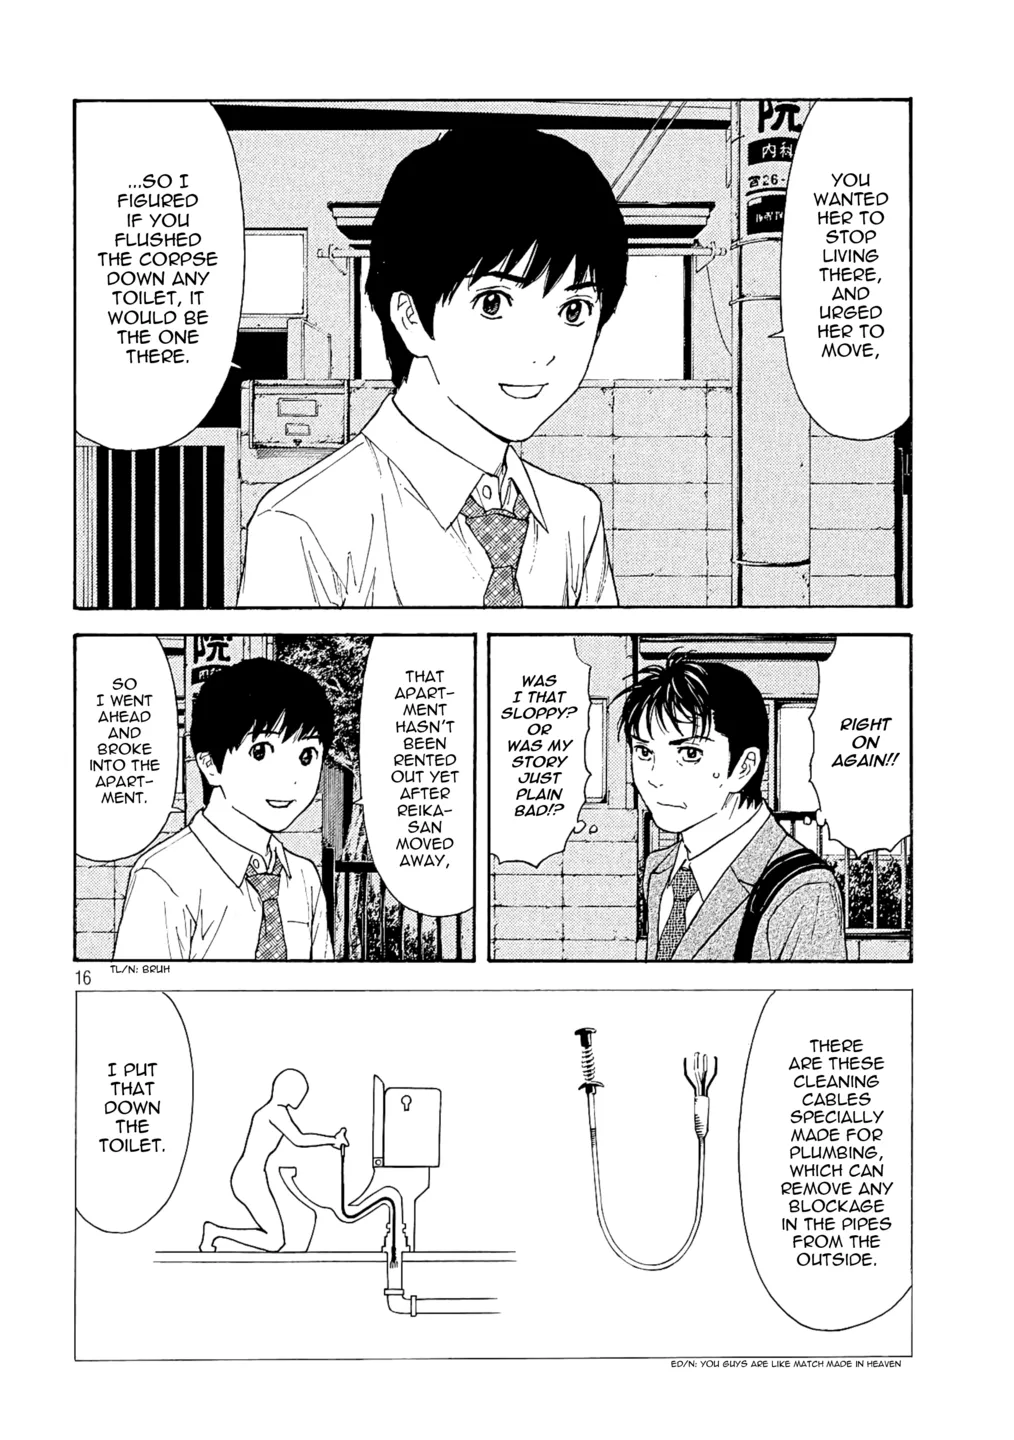 YOU
WANTED
HER TO
STOP
LIVING
THERE,
AND
URGED
HER TO
MOVE,
...SO I
FIGURED
IF YOU
FLUSHED
THE CORPSE
DOWN ANY
TOILET, IT
WOULD BE
THE ONE
THERE.
院
内科
☎26-
RIGHT
ON
AGAIN!!
WAS
I THAT
SLOPPY?
OR
WAS MY
STORY
JUST
PLAIN
BAD!?
THAT
APART-
MENT
HASN'T
BEEN
RENTED
OUT YET
AFTER
REIKA-
SAN
MOVED
AWAY,
SO
I WENT
AHEAD
AND
BROKE
INTO THE
APART-
MENT.
院
16
TL/N: BRUH
THERE
ARE THESE
CLEANING
CABLES
SPECIALLY
MADE FOR
PLUMBING,
WHICH CAN
REMOVE ANY
BLOCKAGE
IN THE PIPES
FROM THE
OUTSIDE.
I PUT
THAT
DOWN
THE
TOILET.
ED/N: YOU GUYS ARE LIKE MATCH MADE IN HEAVEN